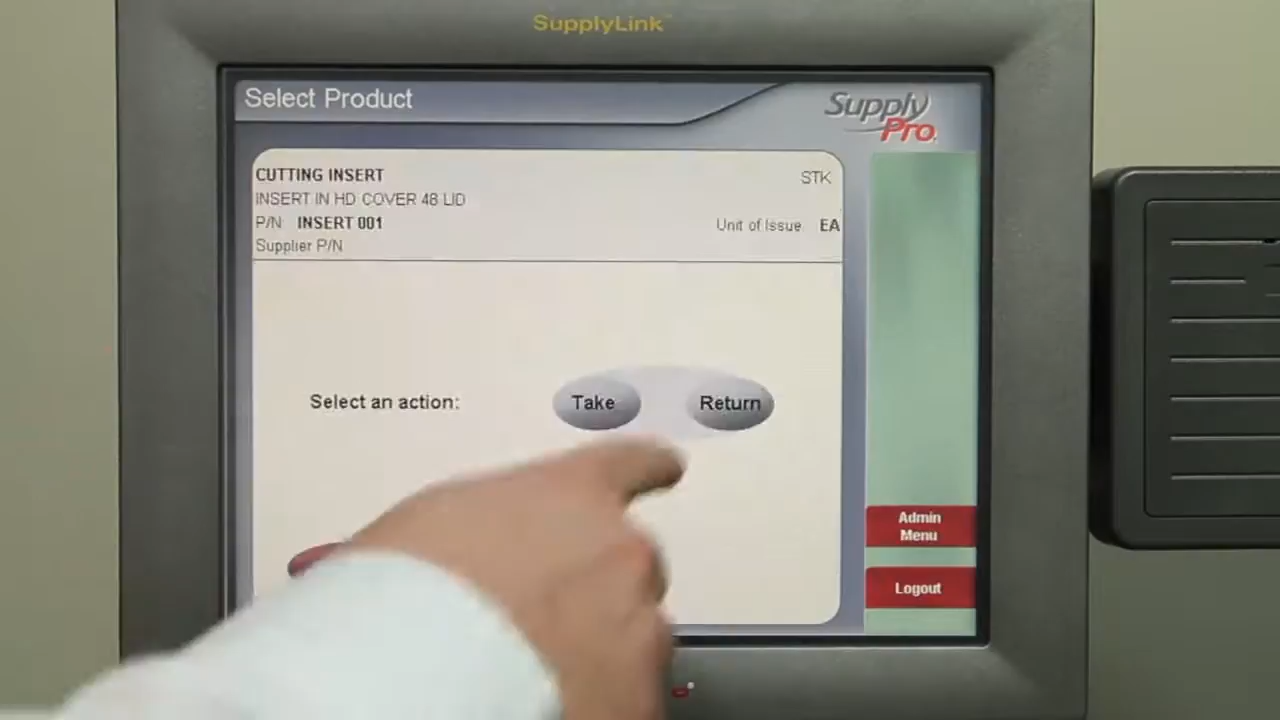 SupplyLink™
Select Product
Supply
Pro
CUTTING INSERT
STK
INSERT IN HD COVER 48 LID
P/N: INSERT 001
Unit of Issue EA
Supplier P/N
Select an action:
Take
Return
Admin
Menu
Logout